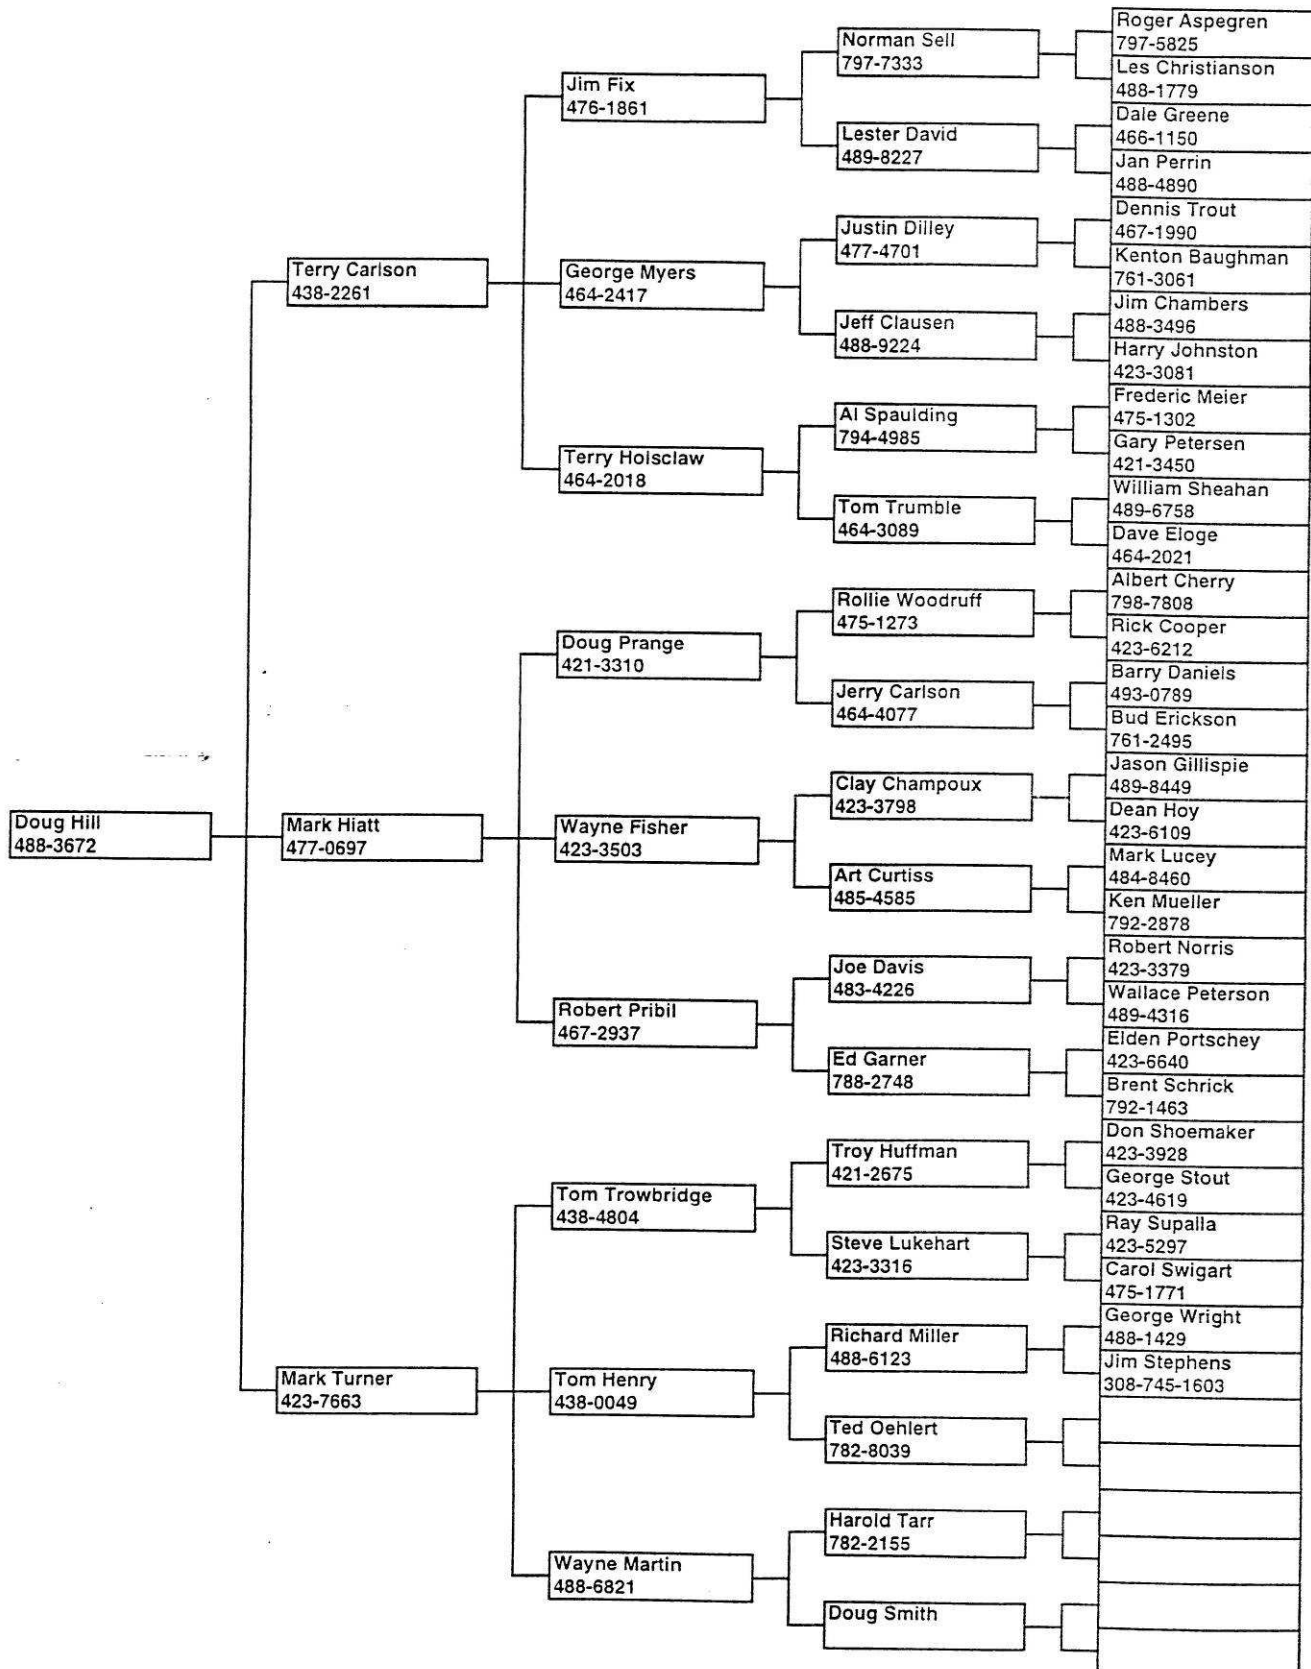 Doug Hill
488-3672
Terry Carlson
438-2261
Mark Hiatt
477-0697
Mark Turner
423-7663
Jim Fix
476-1861
George Myers
464-2417
Terry Holsclaw
464-2018
Doug Prange
421-3310
Wayne Fisher
423-3503
Robert Pribil
467-2937
Tom Trowbridge
438-4804
Tom Henry
438-0049
Wayne Martin
488-6821
Norman Sell
797-7333
Lester David
489-8227
Justin Dilley
477-4701
Jeff Clausen
488-9224
Al Spaulding
794-4985
Tom Trumble
464-3089
Rollie Woodruff
475-1273
Jerry Carlson
464-4077
Clay Champoux
423-3798
Art Curtiss
485-4585
Joe Davis
483-4226
Ed Garner
788-2748
Troy Huffman
421-2675
Steve Lukehart
423-3316
Richard Miller
488-6123
Ted Oehlert
782-8039
Harold Tarr
782-2155
Doug Smith
Roger Aspegren
797-5825
Les Christianson
488-1779
Dale Greene
466-1150
Jan Perrin
488-4890
Dennis Trout
467-1990
Kenton Baughman
761-3061
Jim Chambers
488-3496
Harry Johnston
423-3081
Frederic Meier
475-1302
Gary Petersen
421-3450
William Sheahan
489-6758
Dave Eloge
464-2021
Albert Cherry
798-7808
Rick Cooper
423-6212
Barry Daniels
493-0789
Bud Erickson
761-2495
Jason Gillispie
489-8449
Dean Hoy
423-6109
Mark Lucey
484-8460
Ken Mueller
792-2878
Robert Norris
423-3379
Wallace Peterson
489-4316
Elden Portschey
423-6640
Brent Schrick
792-1463
Don Shoemaker
423-3928
George Stout
423-4619
Ray Supalla
423-5297
Carol Swigart
475-1771
George Wright
488-1429
Jim Stephens
308-745-1603